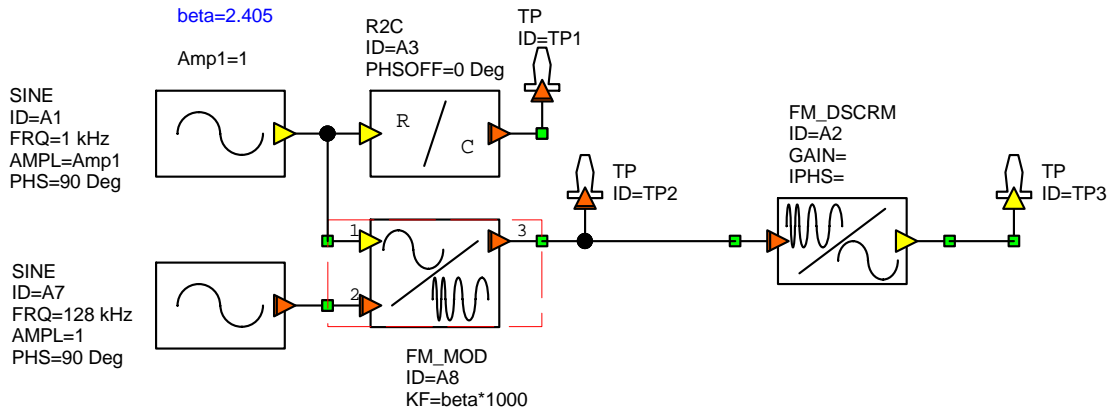 beta=2.405
Amp1=1
SINE
ID=A1
FRQ=1 kHz
AMPL=Amp1
PHS=90 Deg
R2C
ID=A3
PHSOFF=0 Deg
R
C
TP
ID=TP1
SINE
ID=A7
FRQ=128 kHz
AMPL=1
PHS=90 Deg
1
2
3
FM_MOD
ID=A8
KF=beta*1000
TP
ID=TP2
FM_DSCRM
ID=A2
GAIN=
IPHS=
TP
ID=TP3